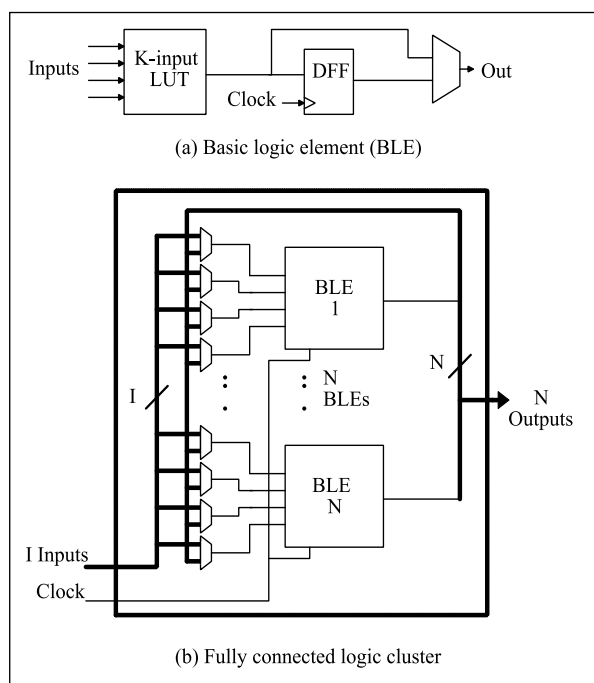 Inputs
K-input
LUT
DFF
Clock
Out
(a) Basic logic element (BLE)
BLE
1
I
N
BLEs
N
N
Outputs
BLE
N
I Inputs
Clock
(b) Fully connected logic cluster